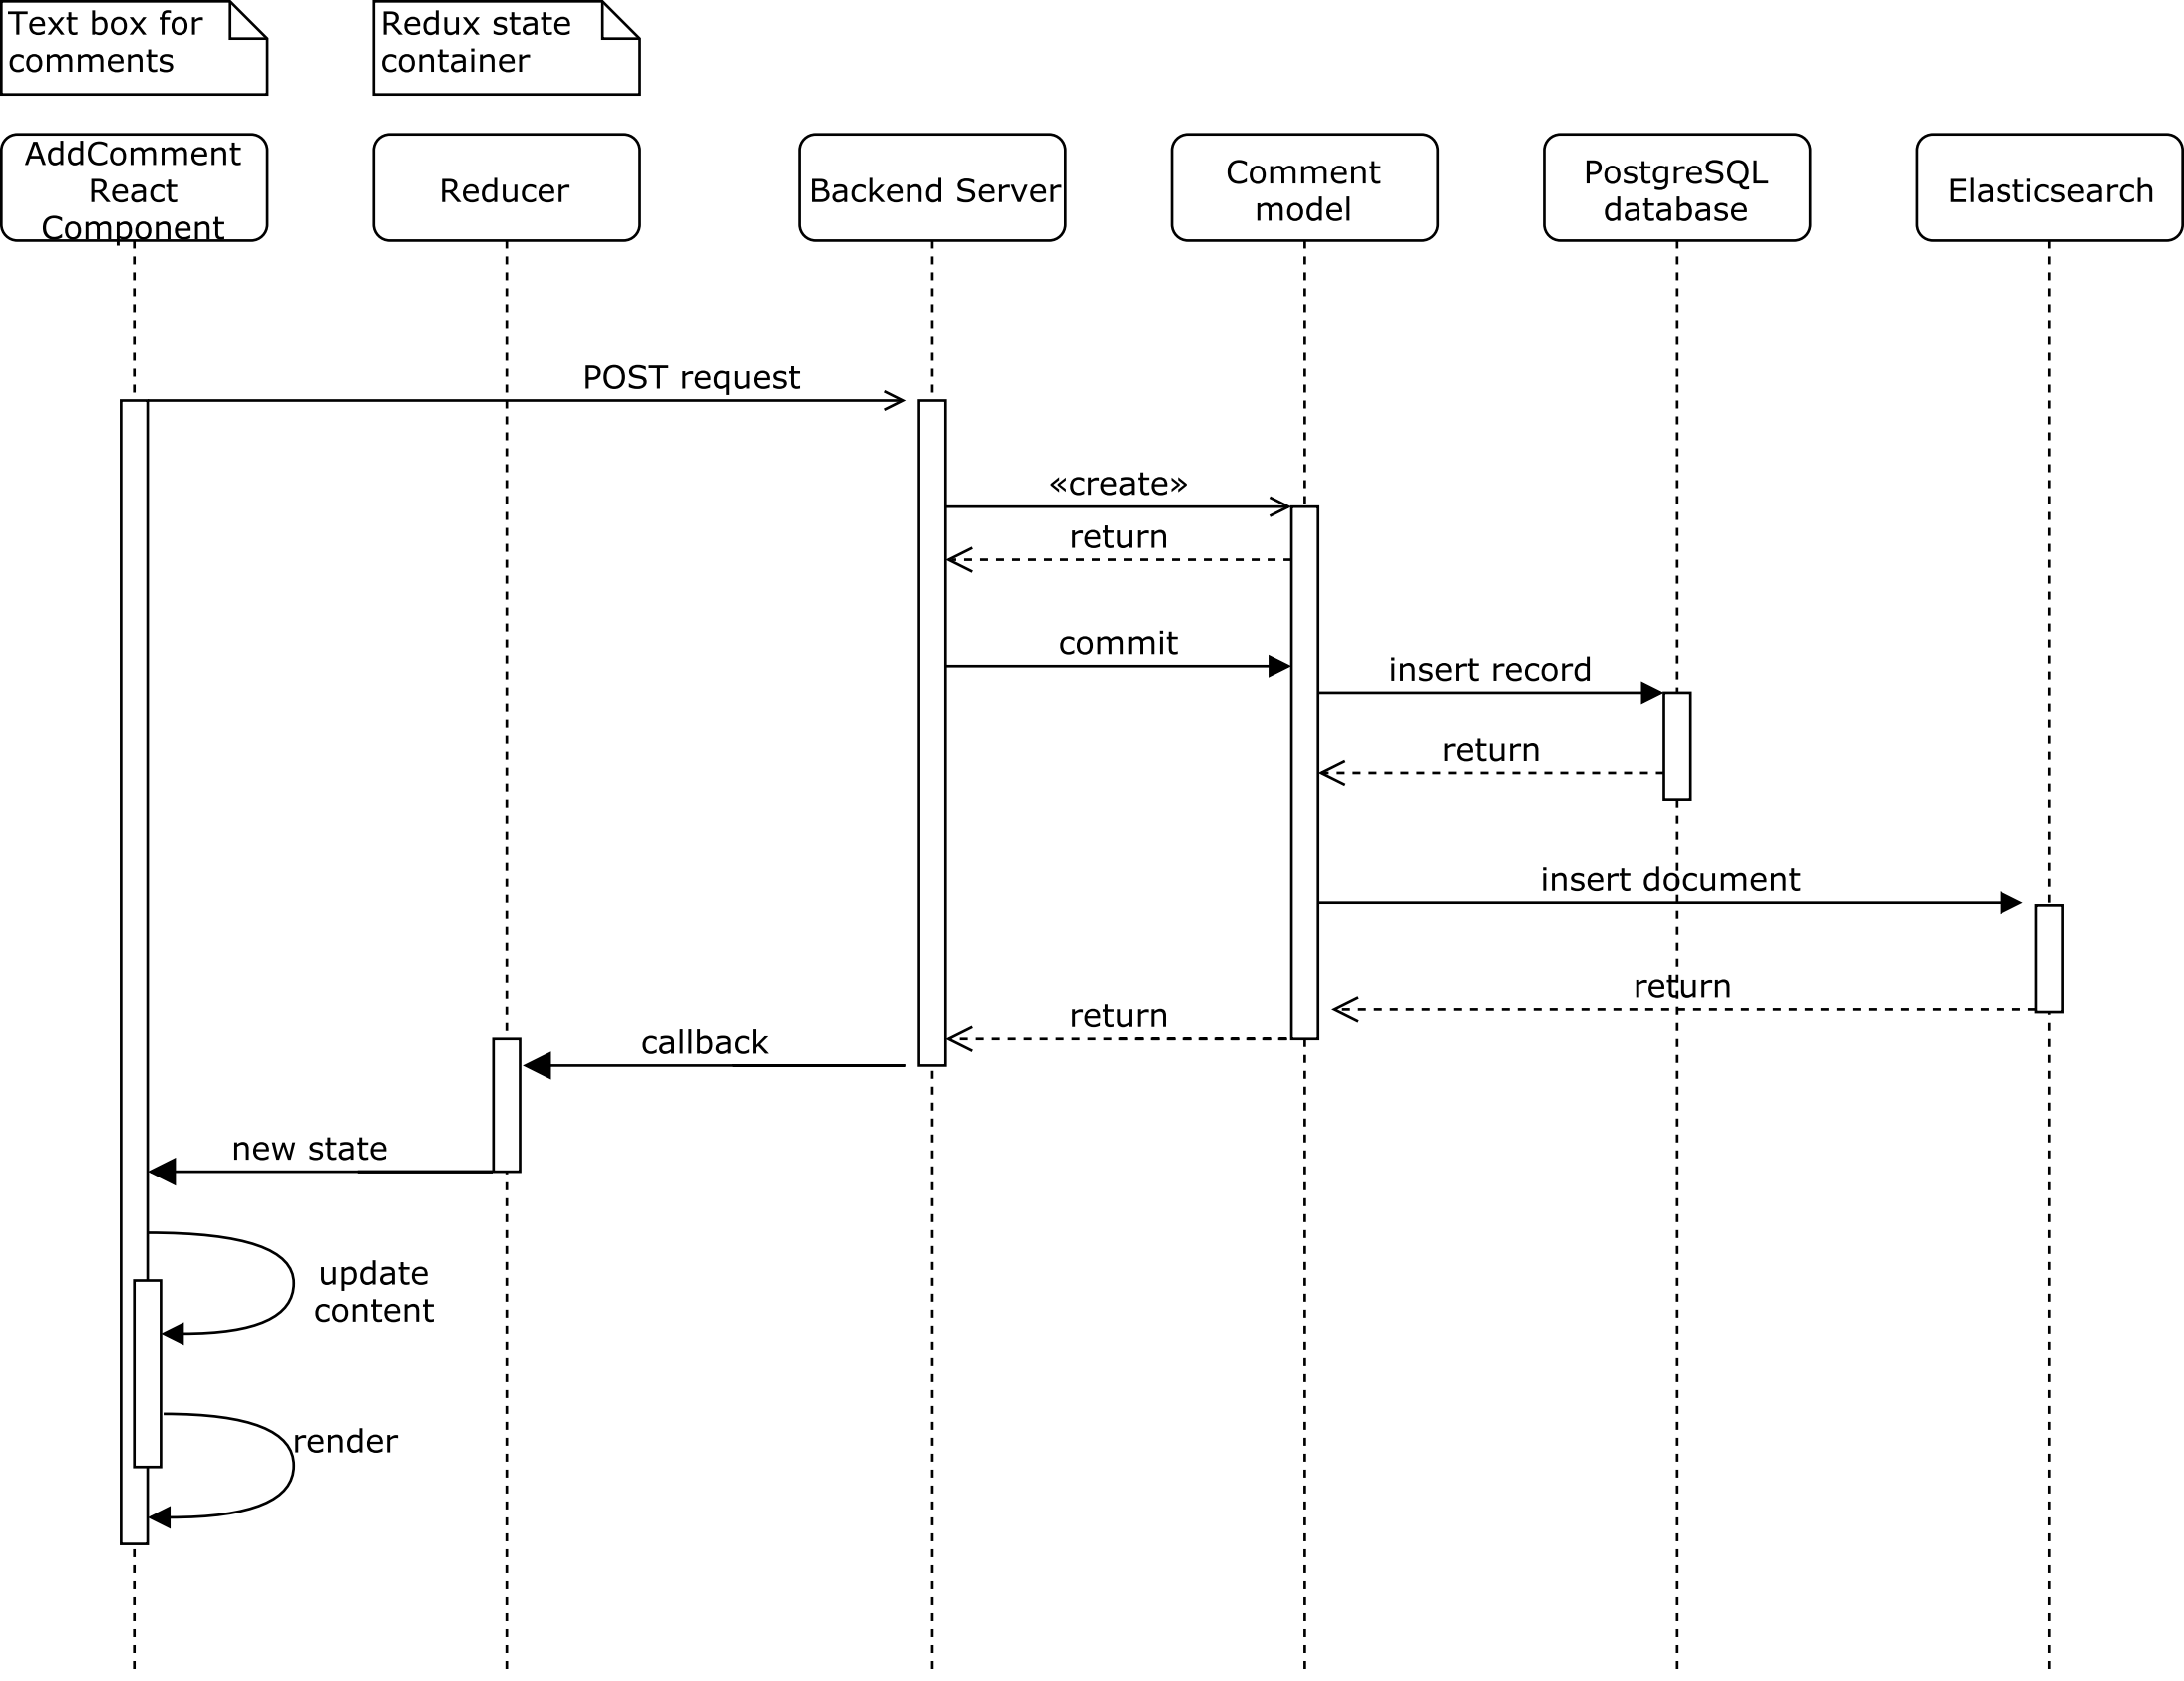 Text box for
comments
Redux state
container
AddComment
React
Component
Reducer
Backend Server
Comment
model
PostgreSQL
database
Elasticsearch
POST request
«create»
return
commit
insert record
return
insert document
return
return
callback
new state
update
content
render